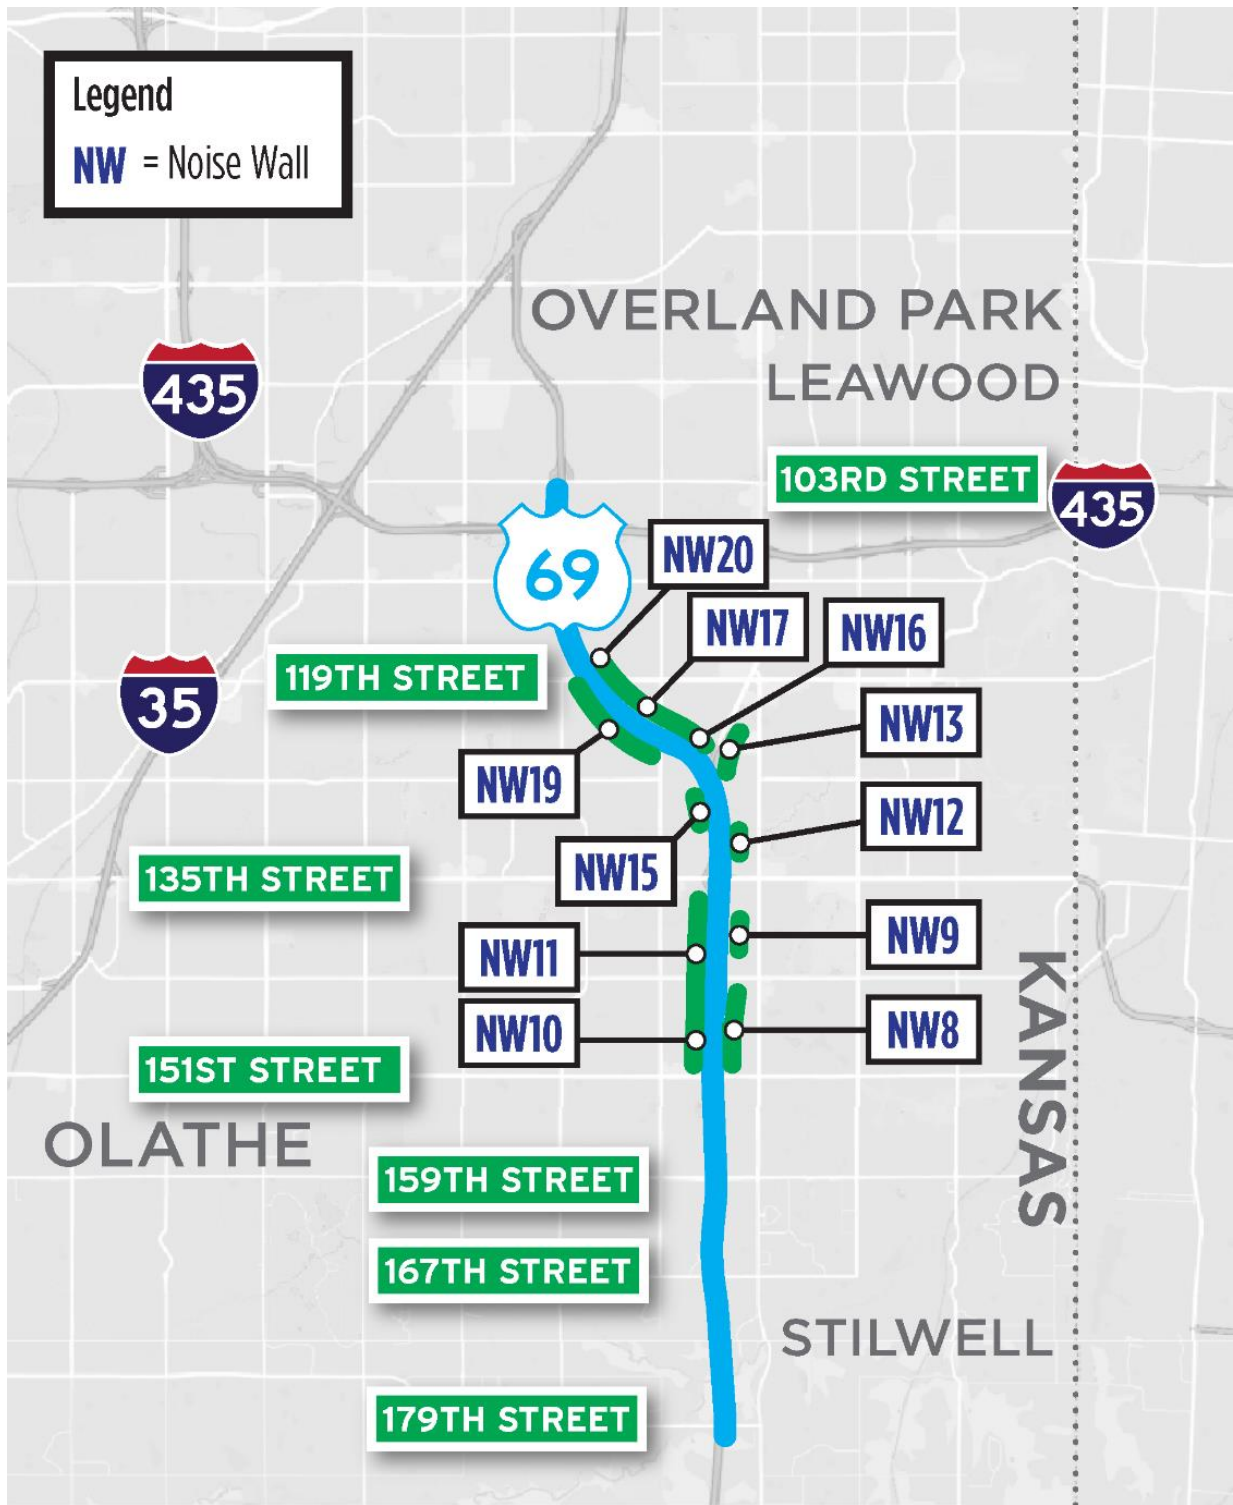 Legend
NW = Noise Wall
OVERLAND PARK
LEAWOOD
435
103RD STREET
435
69
NW20
NW17
NW16
119TH STREET
35
NW13
NW19
NW12
NW15
135TH STREET
NW9
NW11
NW8
NW10
KANSAS
151ST STREET
OLATHE
159TH STREET
167TH STREET
STILWELL
179TH STREET